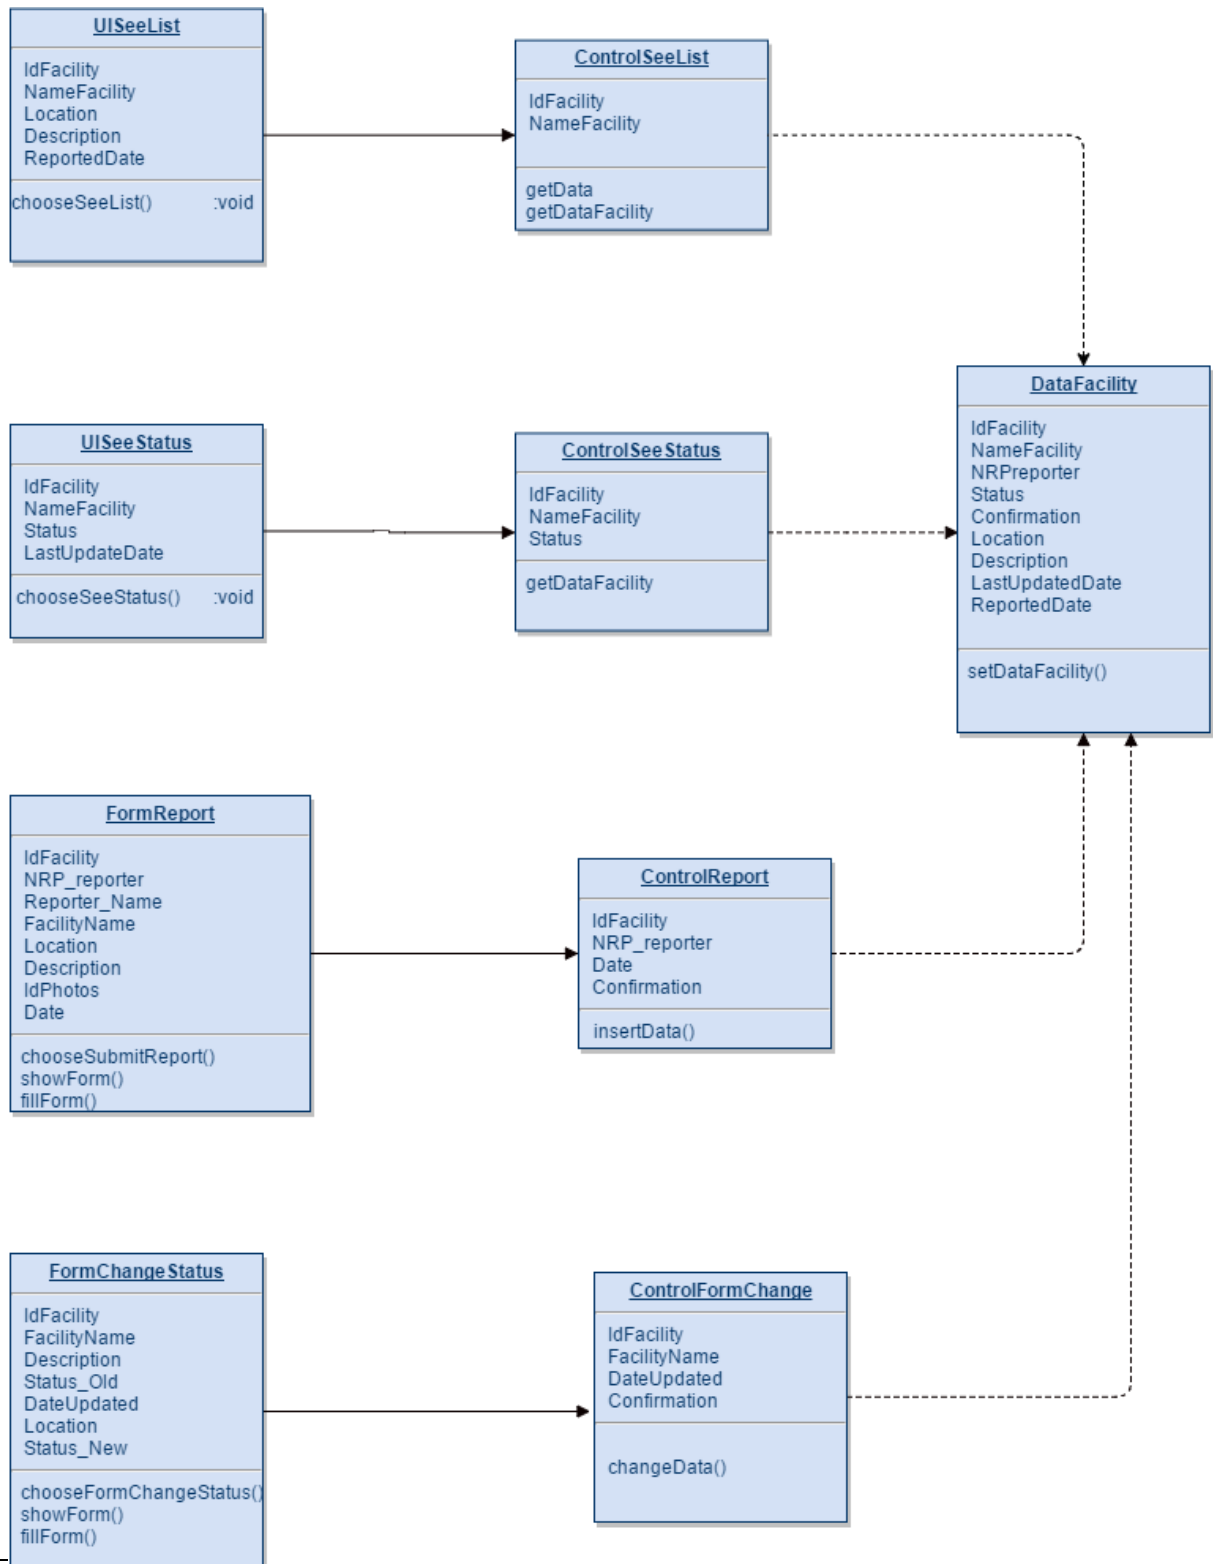 UISeeList
IdFacility
NameFacility
Location
Description
ReportedDate
chooseSeeList() :void
ControlSeeList
IdFacility
NameFacility
getData
getDataFacility
UISeeStatus
IdFacility
NameFacility
Status
LastUpdateDate
chooseSeeStatus() :void
ControlSeeStatus
IdFacility
NameFacility
Status
getDataFacility
DataFacility
IdFacility
NameFacility
NRPreporter
Status
Confirmation
Location
Description
LastUpdatedDate
ReportedDate
setDataFacility()
FormReport
IdFacility
NRP_reporter
Reporter_Name
FacilityName
Location
Description
IdPhotos
Date
chooseSubmitReport()
showForm()
fillForm()
ControlReport
IdFacility
NRP_reporter
Date
Confirmation
insertData()
FormChangeStatus
IdFacility
FacilityName
Description
Status_Old
DateUpdated
Location
Status_New
chooseFormChangeStatus()
showForm()
fillForm()
ControlFormChange
IdFacility
FacilityName
DateUpdated
Confirmation
changeData()